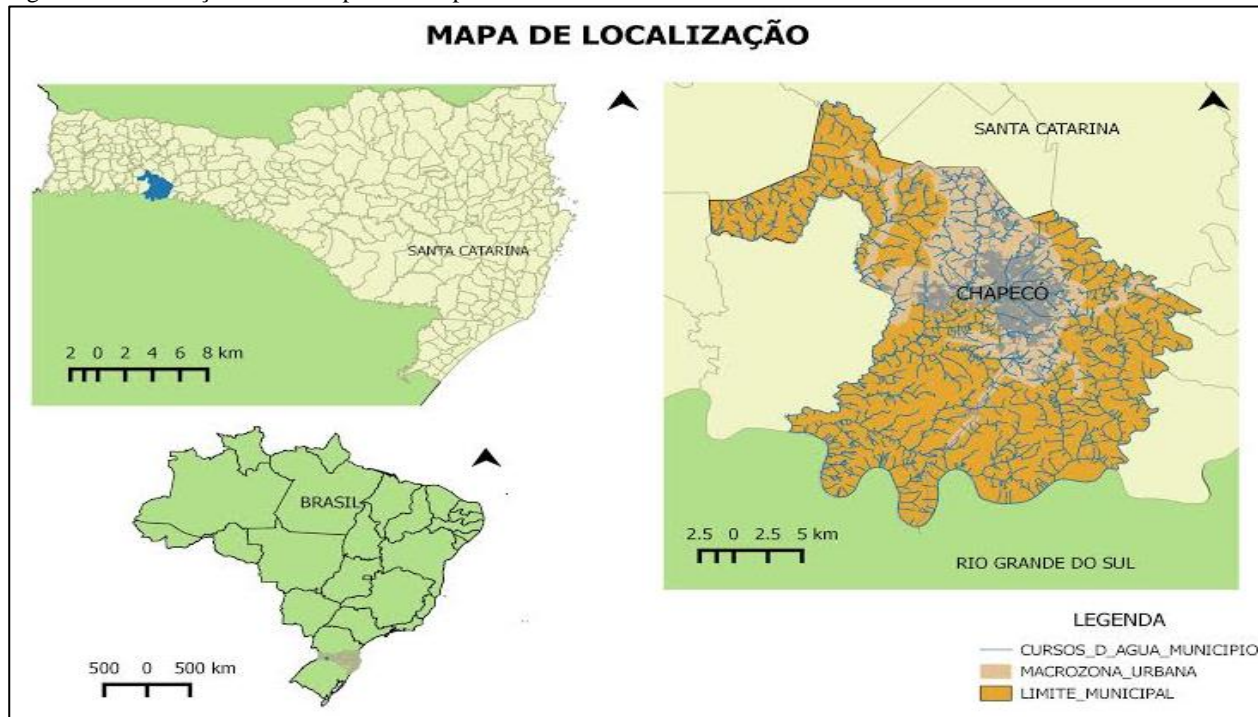 MAPA DE LOCALIZAÇÃO
SANTA CATARINA
2 0 2 4 6 8 km
BRASIL
500 0 500 km
SANTA CATARINA
CHAPECÓ
2.5 0 2.5 5 km
RIO GRANDE DO SUL
LEGENDA
CURSOS_D_AGUA_MUNICIPIO
MACROZONA_URBANA
LIMITE_MUNICIPAL